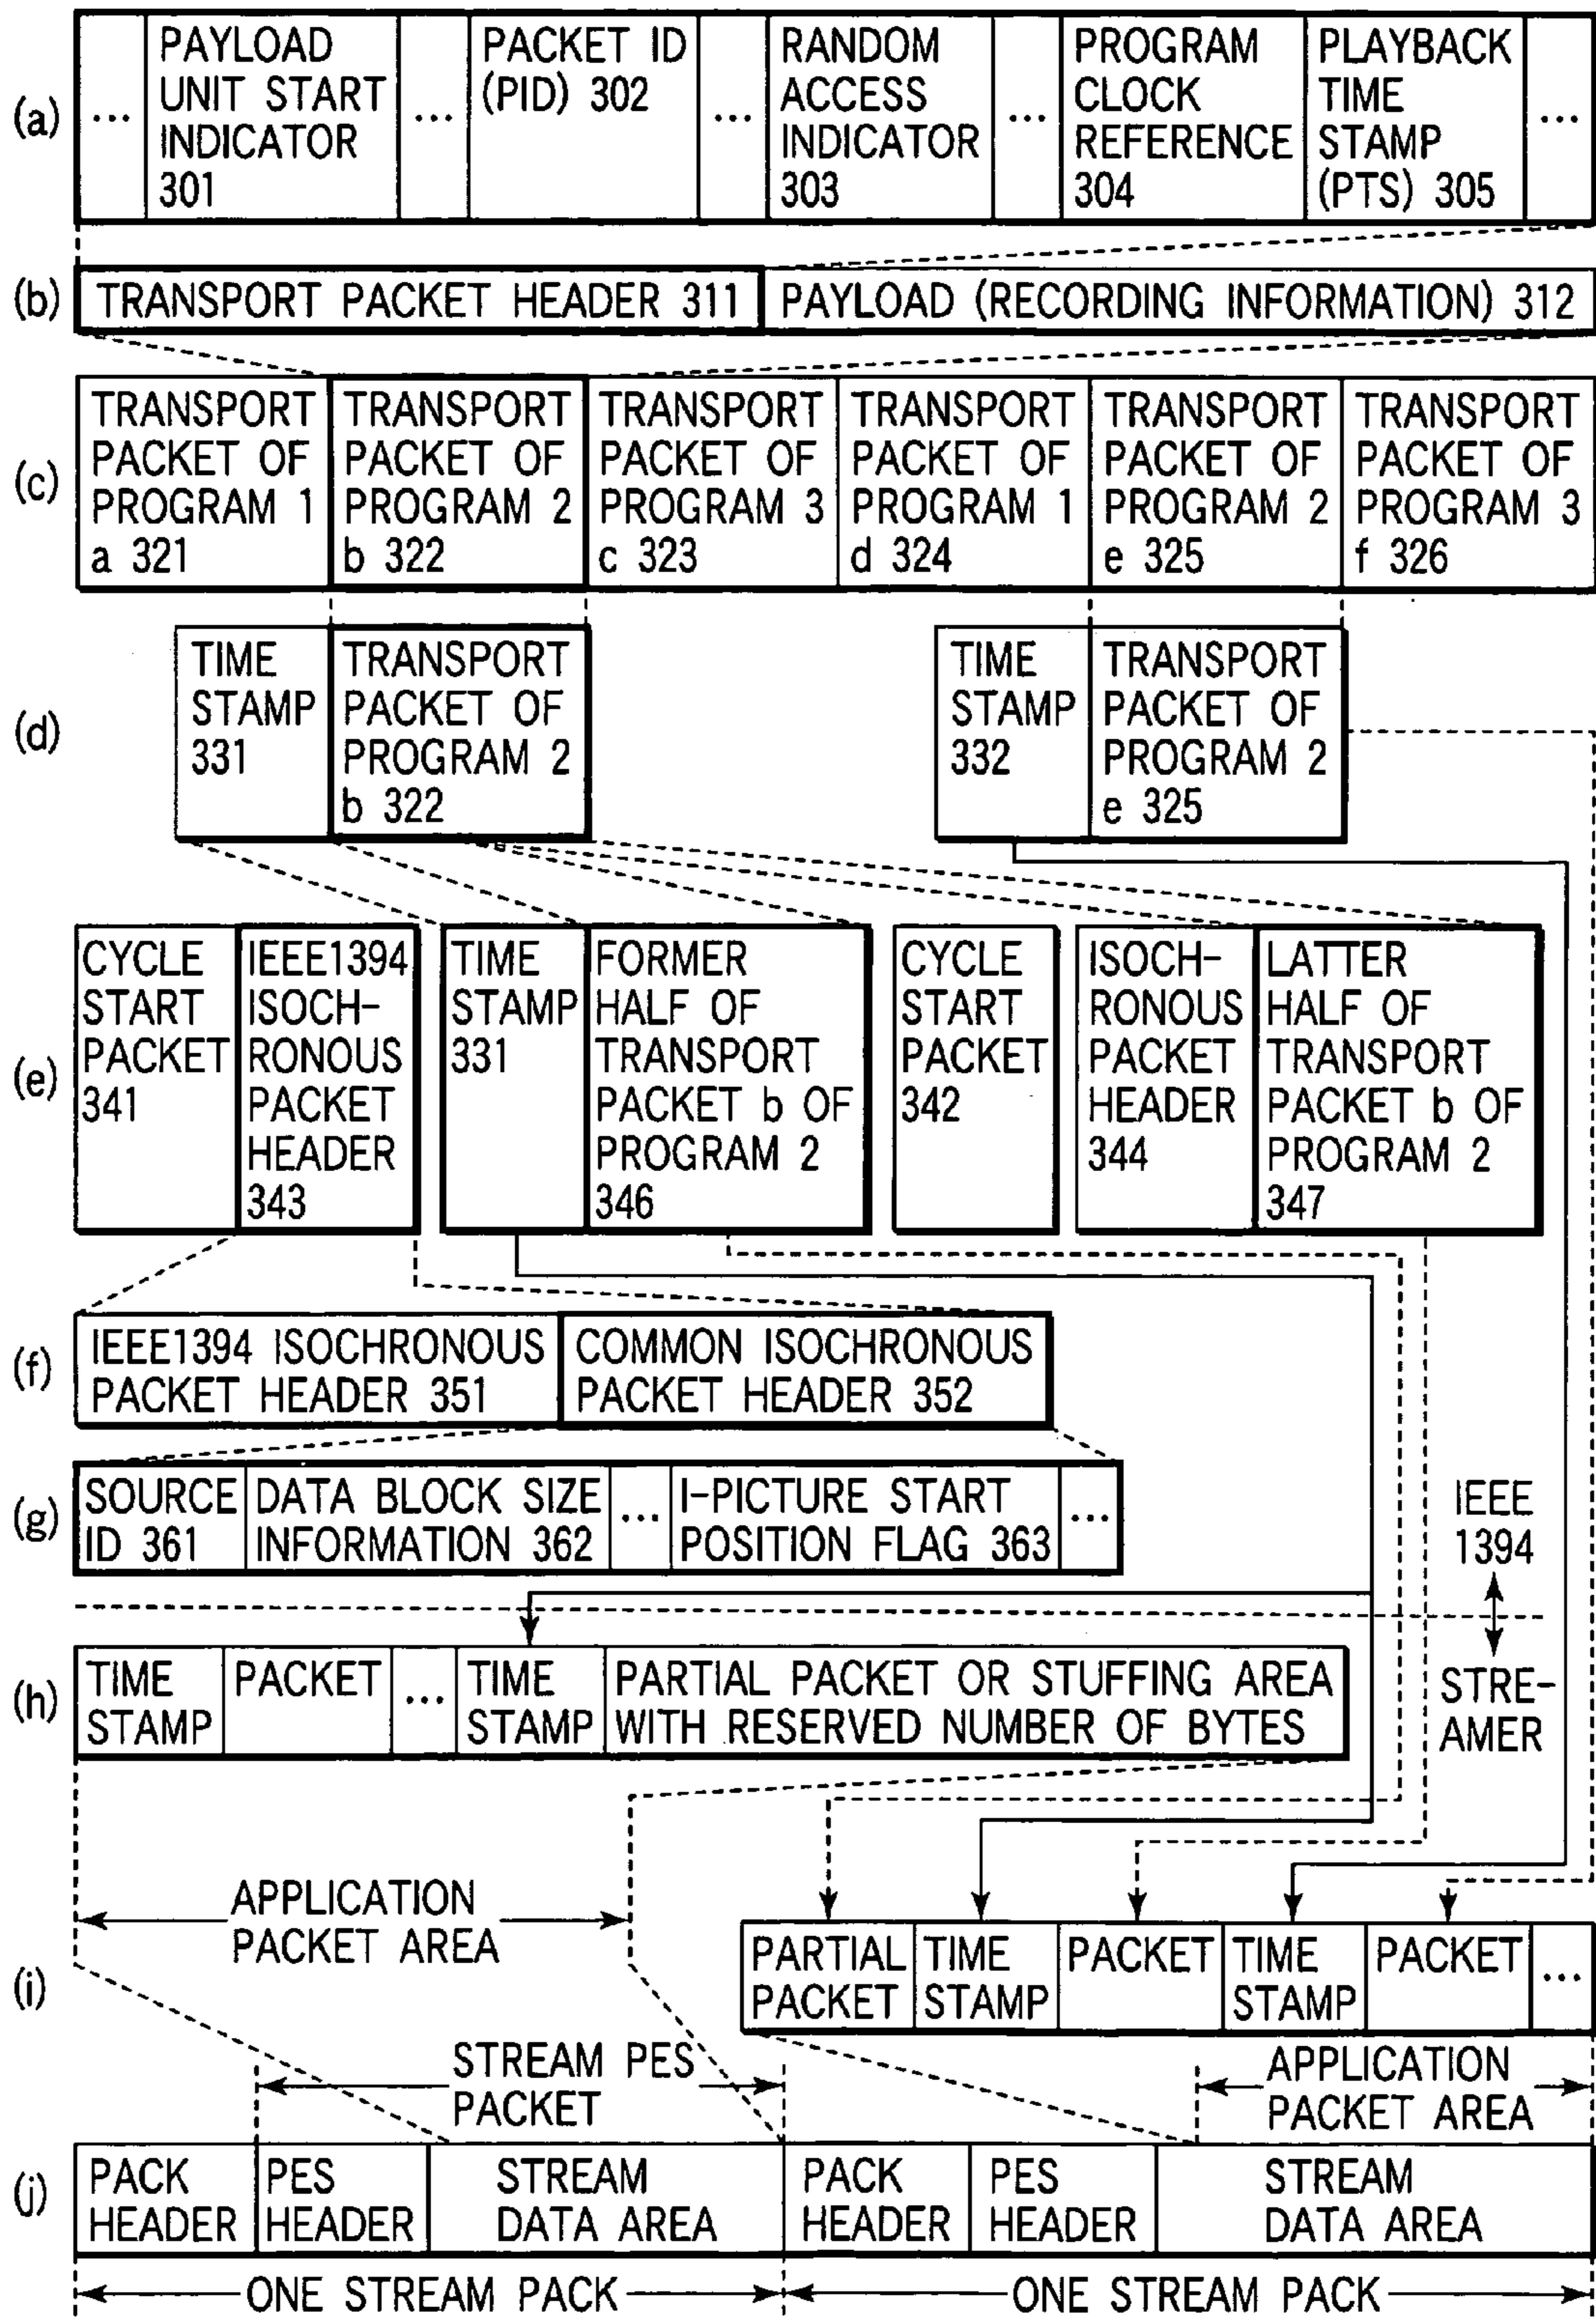 (a)
...
PAYLOAD
UNIT START
INDICATOR
301
...
PACKET ID
(PID) 302
...
RANDOM
ACCESS
INDICATOR
303
...
PROGRAM
CLOCK
REFERENCE
304
PLAYBACK
TIME
STAMP
(PTS) 305
...
(b)
TRANSPORT PACKET HEADER 311
PAYLOAD (RECORDING INFORMATION) 312
(c)
TRANSPORT
PACKET OF
PROGRAM 1
a 321
TRANSPORT
PACKET OF
PROGRAM 2
b 322
TRANSPORT
PACKET OF
PROGRAM 3
c 323
TRANSPORT
PACKET OF
PROGRAM 1
d 324
TRANSPORT
PACKET OF
PROGRAM 2
e 325
TRANSPORT
PACKET OF
PROGRAM 3
f 326
(d)
TIME
STAMP
331
TRANSPORT
PACKET OF
PROGRAM 2
b 322
TIME
STAMP
332
TRANSPORT
PACKET OF
PROGRAM 2
e 325
(e)
CYCLE
START
PACKET
341
IEEE1394
ISOCH-
RONOUS
PACKET
HEADER
343
TIME
STAMP
331
FORMER
HALF OF
TRANSPORT
PACKET b OF
PROGRAM 2
346
CYCLE
START
PACKET
342
ISOCH-
RONOUS
PACKET
HEADER
344
LATTER
HALF OF
TRANSPORT
PACKET b OF
PROGRAM 2
347
(f)
IEEE1394 ISOCHRONOUS
PACKET HEADER 351
COMMON ISOCHRONOUS
PACKET HEADER 352
(g)
SOURCE
ID 361
DATA BLOCK SIZE
INFORMATION 362
...
I-PICTURE START
POSITION FLAG 363
...
IEEE
1394
STRE-
AMER
(h)
TIME
STAMP
PACKET
...
TIME
STAMP
PARTIAL PACKET OR STUFFING AREA
WITH RESERVED NUMBER OF BYTES
APPLICATION
PACKET AREA
(i)
PARTIAL
PACKET
TIME
STAMP
PACKET
TIME
STAMP
PACKET
...
STREAM PES
PACKET
APPLICATION
PACKET AREA
(j)
PACK
HEADER
PES
HEADER
STREAM
DATA AREA
PACK
HEADER
PES
HEADER
STREAM
DATA AREA
ONE STREAM PACK
ONE STREAM PACK